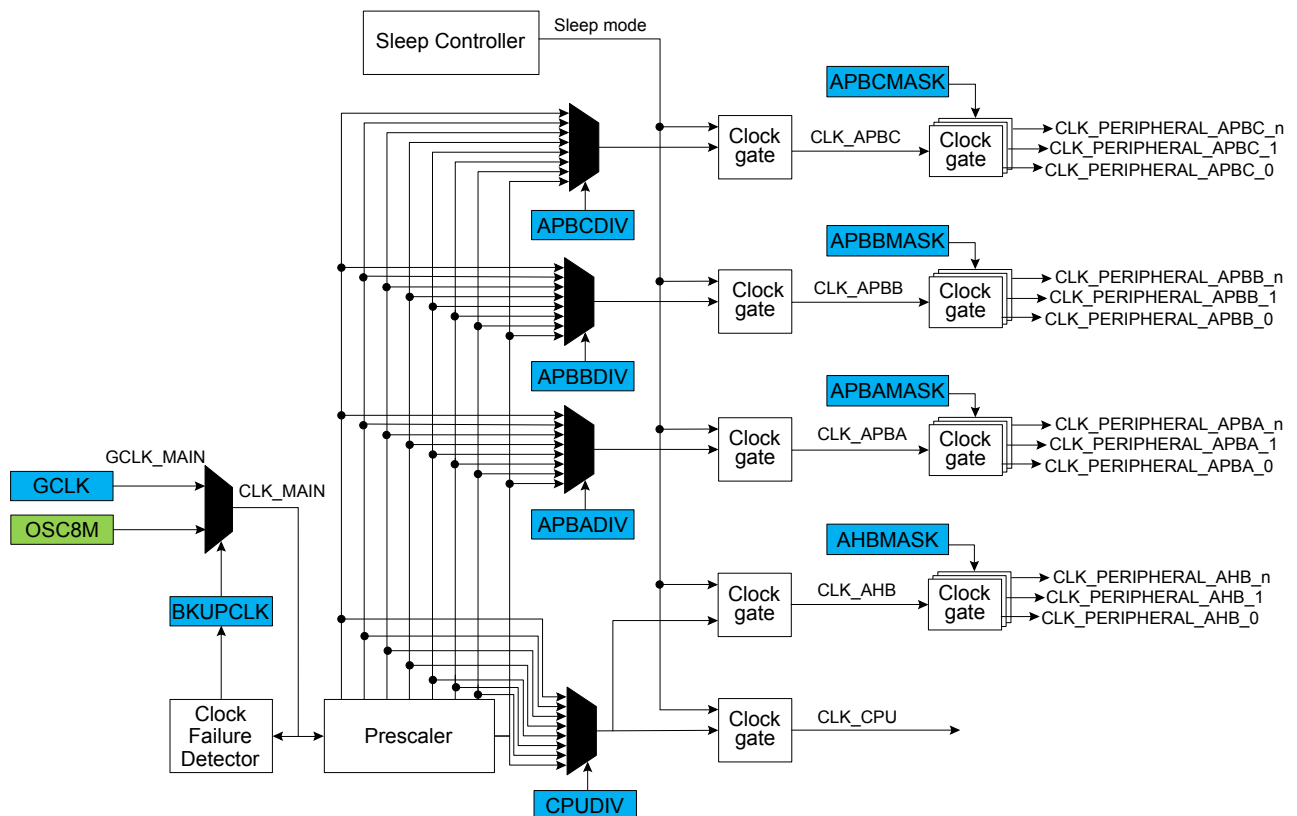 Sleep Controller
Sleep mode
APBCMASK
Clock
gate
CLK_APBC
Clock
gate
CLK_PERIPHERAL_APBC_n
CLK_PERIPHERAL_APBC_1
CLK_PERIPHERAL_APBC_0
APBCDIV
APBBMASK
Clock
gate
CLK_APBB
Clock
gate
CLK_PERIPHERAL_APBB_n
CLK_PERIPHERAL_APBB_1
CLK_PERIPHERAL_APBB_0
APBBDIV
APBAMASK
Clock
gate
CLK_APBA
Clock
gate
CLK_PERIPHERAL_APBA_n
CLK_PERIPHERAL_APBA_1
CLK_PERIPHERAL_APBA_0
APBADIV
GCLK_MAIN
GCLK
CLK_MAIN
OSC8M
BKUPCLK
AHBMASK
Clock
gate
CLK_AHB
Clock
gate
CLK_PERIPHERAL_AHB_n
CLK_PERIPHERAL_AHB_1
CLK_PERIPHERAL_AHB_0
Clock
Failure
Detector
Prescaler
Clock
gate
CLK_CPU
CPUDIV